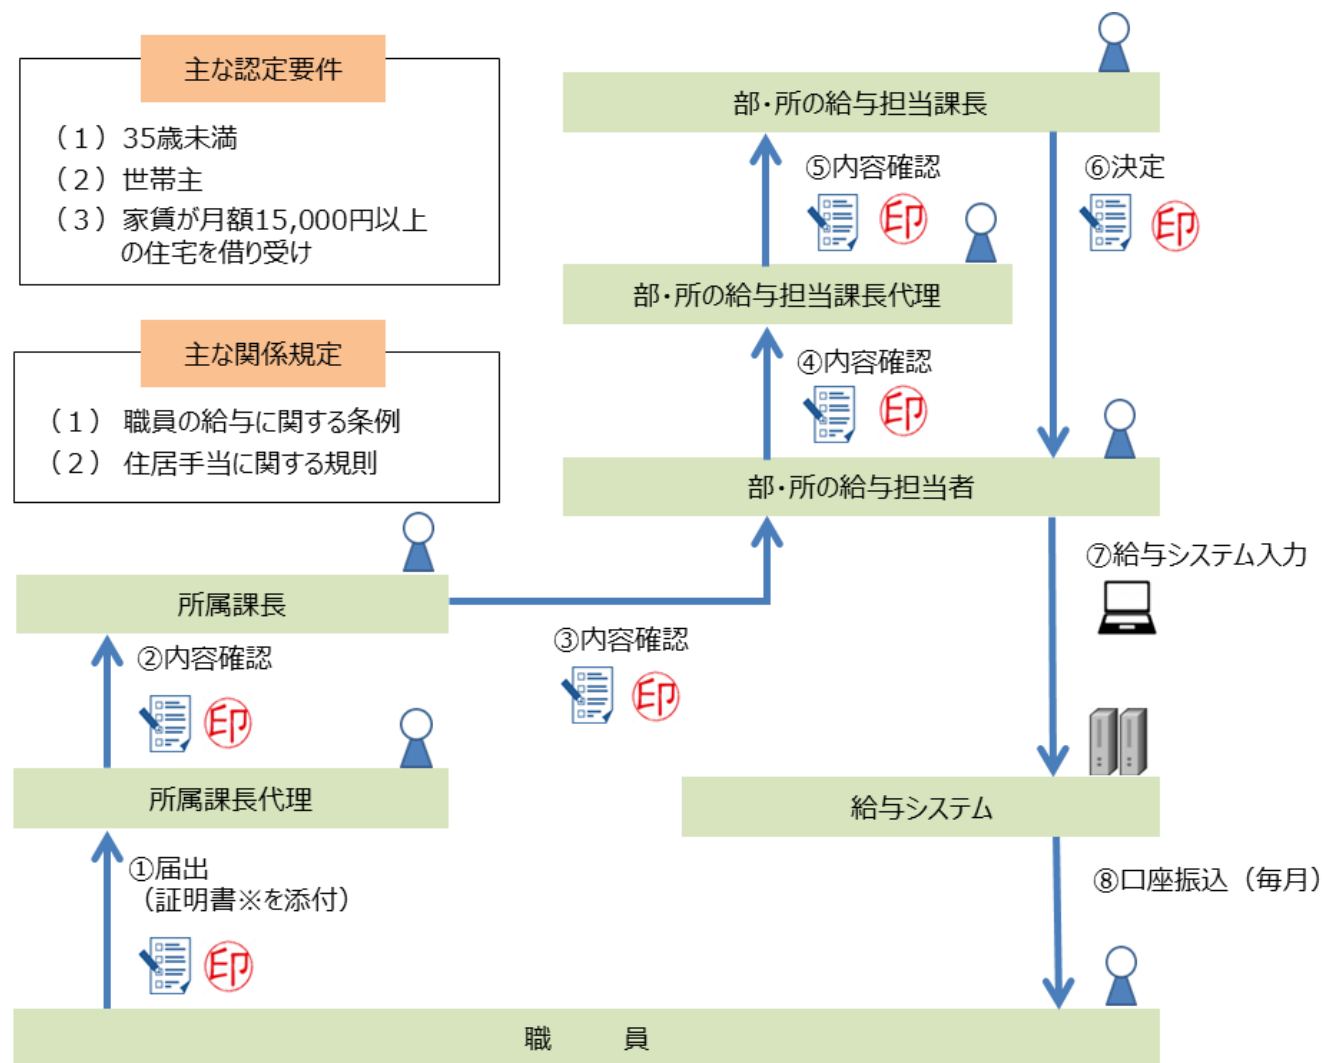 主な認定要件
（１）35歳未満
（２）世帯主
（３）家賃が月額15,000円以上
の住宅を借り受け
主な関係規定
（１） 職員の給与に関する条例
（２） 住居手当に関する規則
部・所の給与担当課長
⑤内容確認
印
⑥決定
印
部・所の給与担当課長代理
④内容確認
印
部・所の給与担当者
所属課長
③内容確認
印
⑦給与システム入力
②内容確認
印
所属課長代理
給与システム
①届出
（証明書※を添付）
印
⑧口座振込（毎月）
職　　員